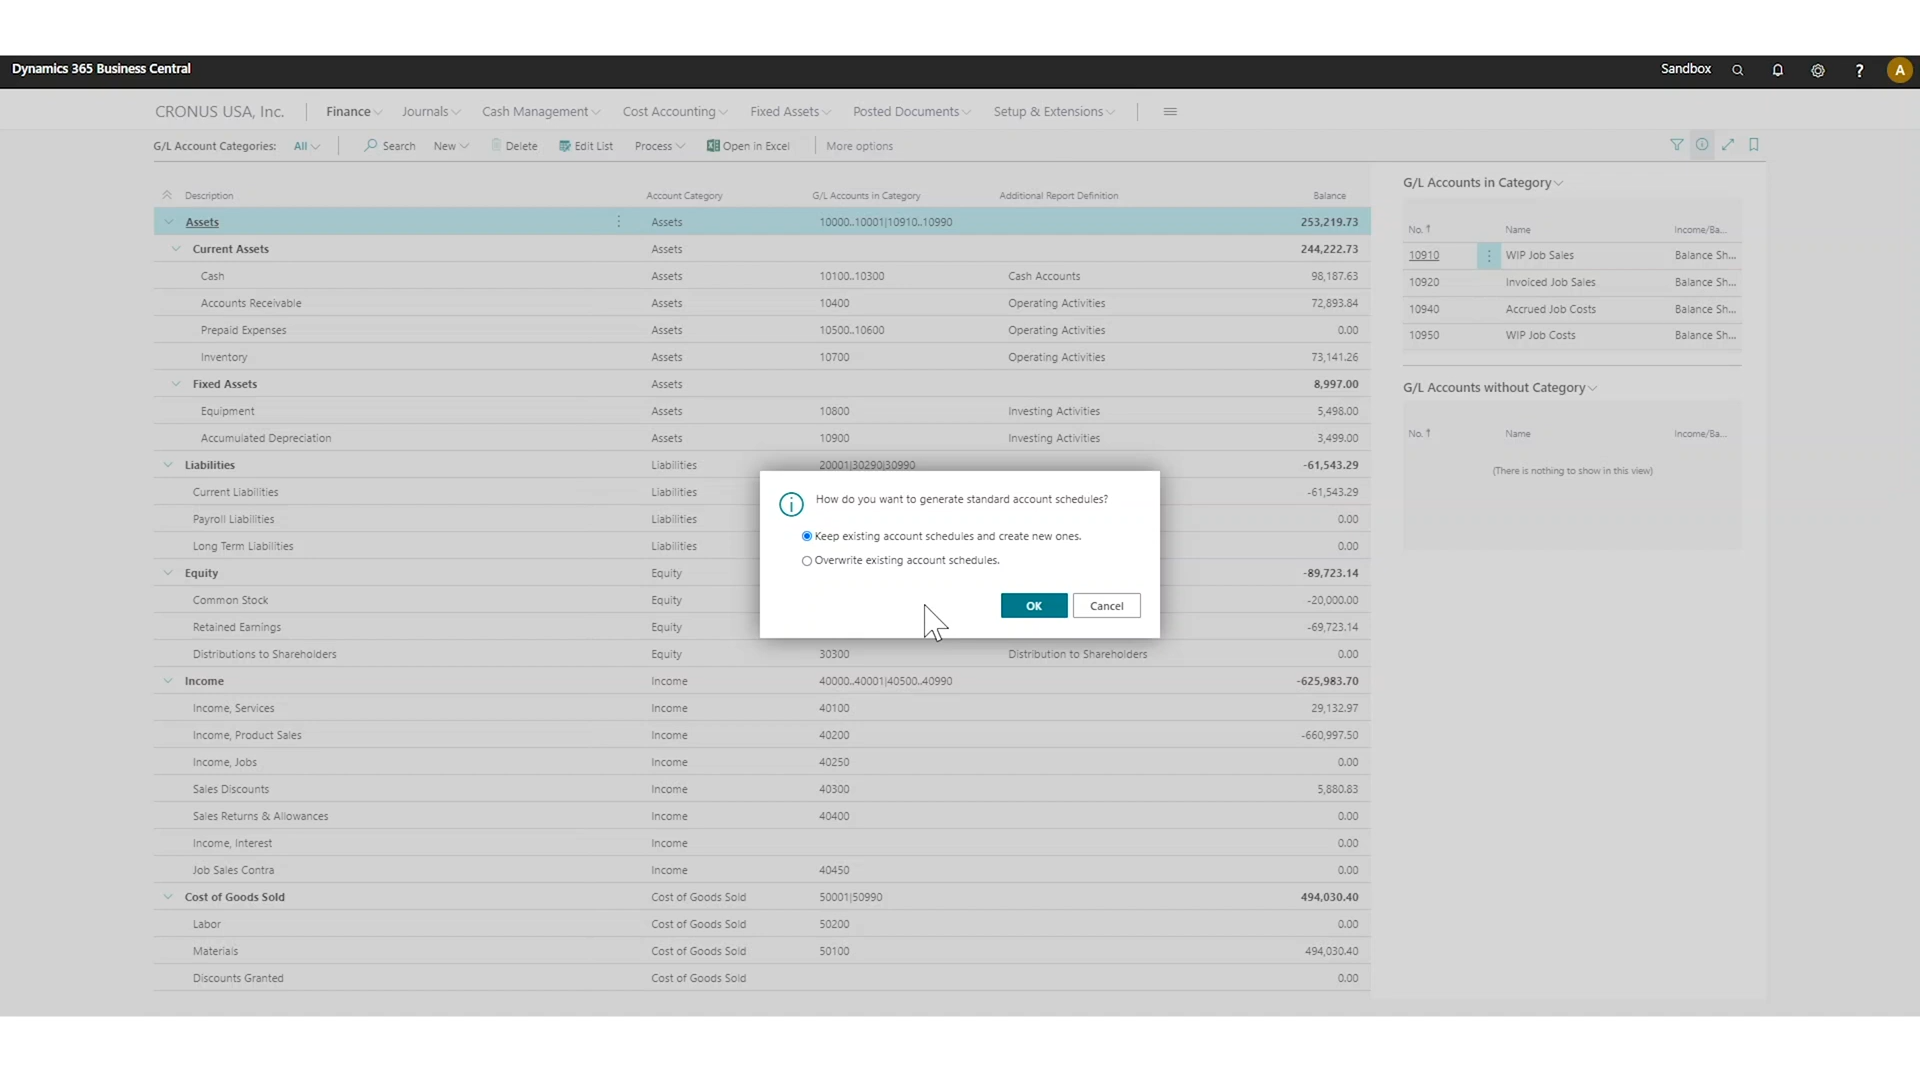 Dynamics 365 Business Central
Sandbox
?
A
CRONUS USA, Inc.
Finance
Journals
Cash Management
Cost Accounting
Fixed Assets
Posted Documents
Setup & Extensions
G/L Account Categories: All
Search
New
Delete
Edit List
Process
Open in Excel
More options
Description Account Category G/L Accounts in Category Additional Report Definition Balance
Assets Assets 10000..10001|10910..10990 253,219.73
Current Assets Assets 244,222.73
Cash Assets 10100..10300 Cash Accounts 98,187.63
Accounts Receivable Assets 10400 Operating Activities 72,893.84
Prepaid Expenses Assets 10500..10600 Operating Activities 0.00
Inventory Assets 10700 Operating Activities 73,141.26
Fixed Assets Assets 8,997.00
Equipment Assets 10800 Investing Activities 5,498.00
Accumulated Depreciation Assets 10900 Investing Activities 3,499.00
Liabilities Liabilities 20001|30290|30990 -61,543.29
Current Liabilities Liabilities -61,543.29
Payroll Liabilities Liabilities 0.00
Long Term Liabilities Liabilities 0.00
Equity Equity -89,723.14
Common Stock Equity -20,000.00
Retained Earnings Equity -69,723.14
Distributions to Shareholders Equity 30300 Distribution to Shareholders 0.00
Income Income 40000..40001|40500..40990 -625,983.70
Income, Services Income 40100 29,132.97
Income, Product Sales Income 40200 -660,997.50
Income, Jobs Income 40250 0.00
Sales Discounts Income 40300 5,880.83
Sales Returns & Allowances Income 40400 0.00
Income, Interest Income 0.00
Job Sales Contra Income 40450 0.00
Cost of Goods Sold Cost of Goods Sold 50001|50990 494,030.40
Labor Cost of Goods Sold 50200 0.00
Materials Cost of Goods Sold 50100 494,030.40
Discounts Granted Cost of Goods Sold 0.00
How do you want to generate standard account schedules?
Keep existing account schedules and create new ones.
Overwrite existing account schedules.
OK
Cancel
G/L Accounts in Category
No. ↑ Name Income/Ba...
10910 WIP Job Sales Balance Sh...
10920 Invoiced Job Sales Balance Sh...
10940 Accrued Job Costs Balance Sh...
10950 WIP Job Costs Balance Sh...
G/L Accounts without Category
No. ↑ Name Income/Ba...
(There is nothing to show in this view)